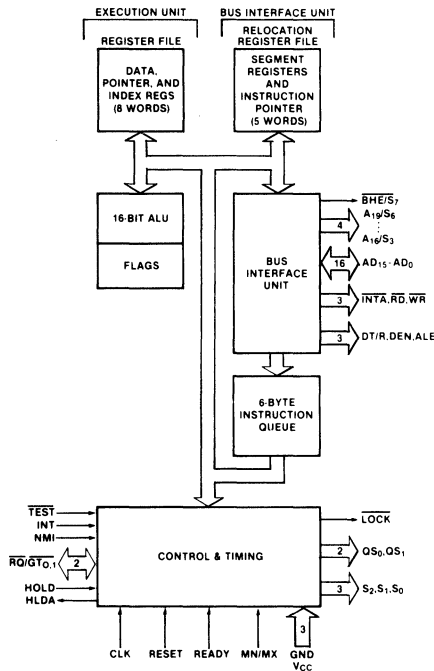 EXECUTION UNIT
BUS INTERFACE UNIT
REGISTER FILE
RELOCATION
REGISTER FILE
DATA,
POINTER, AND
INDEX REGS
(8 WORDS)
SEGMENT
REGISTERS
AND
INSTRUCTION
POINTER
(5 WORDS)
16-BIT ALU
FLAGS
BUS
INTERFACE
UNIT
BHE/S7
A19/S6
4
A16/S3
16
AD15-AD0
3
INTA, RD, WR
3
DT/R, DEN, ALE
6-BYTE
INSTRUCTION
QUEUE
TEST
INT
NMI
RQ/GT0,1
2
HOLD
HLDA
CONTROL & TIMING
LOCK
2
QS0, QS1
3
S2, S1, S0
CLK
RESET
READY
MN/MX
3
GND
VCC